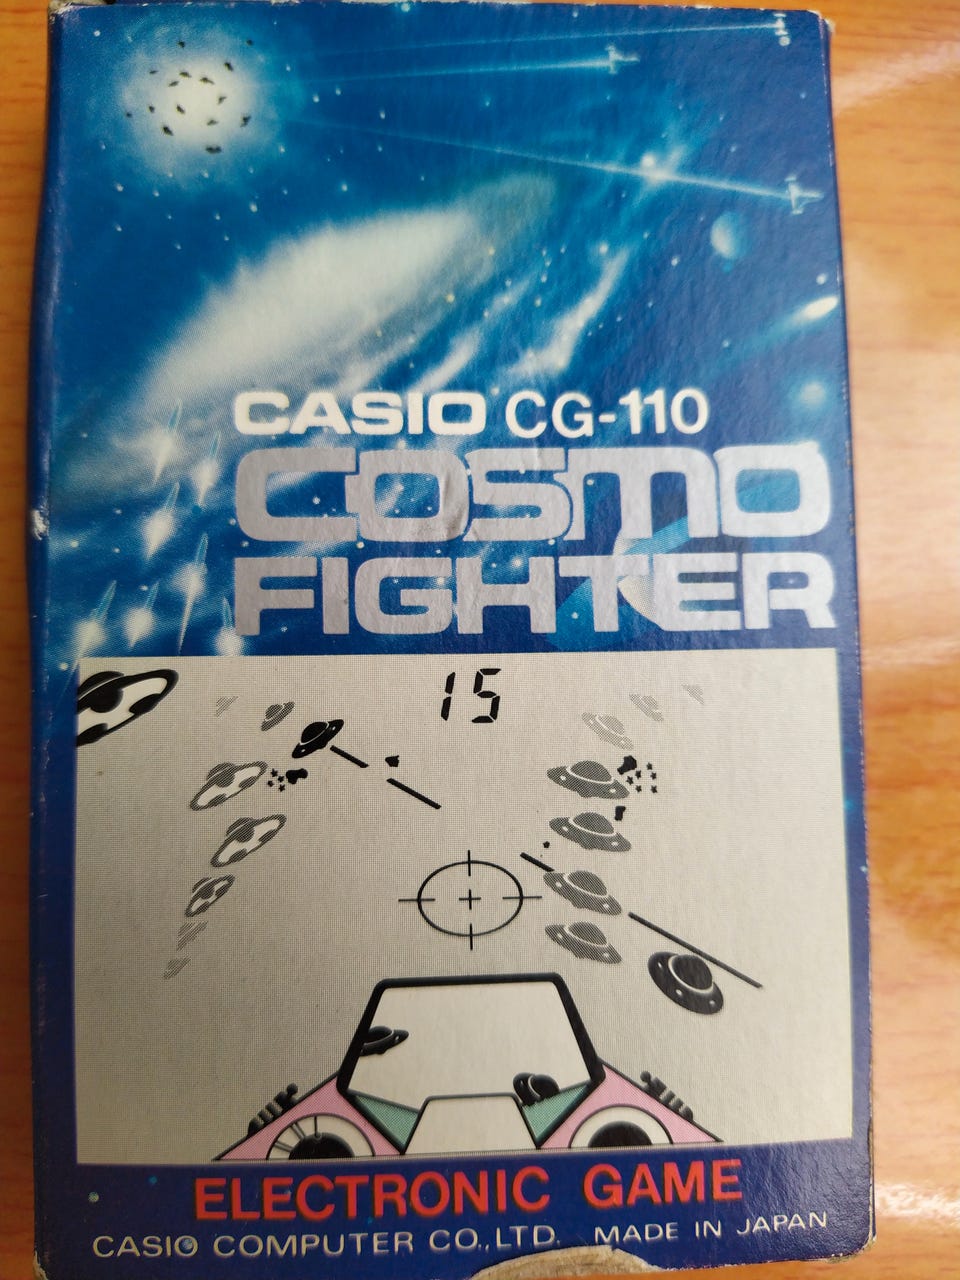 CASIO CG-110
COSMO
FIGHTER
15
ELECTRONIC GAME
CASIO COMPUTER CO.,LTD. MADE IN JAPAN